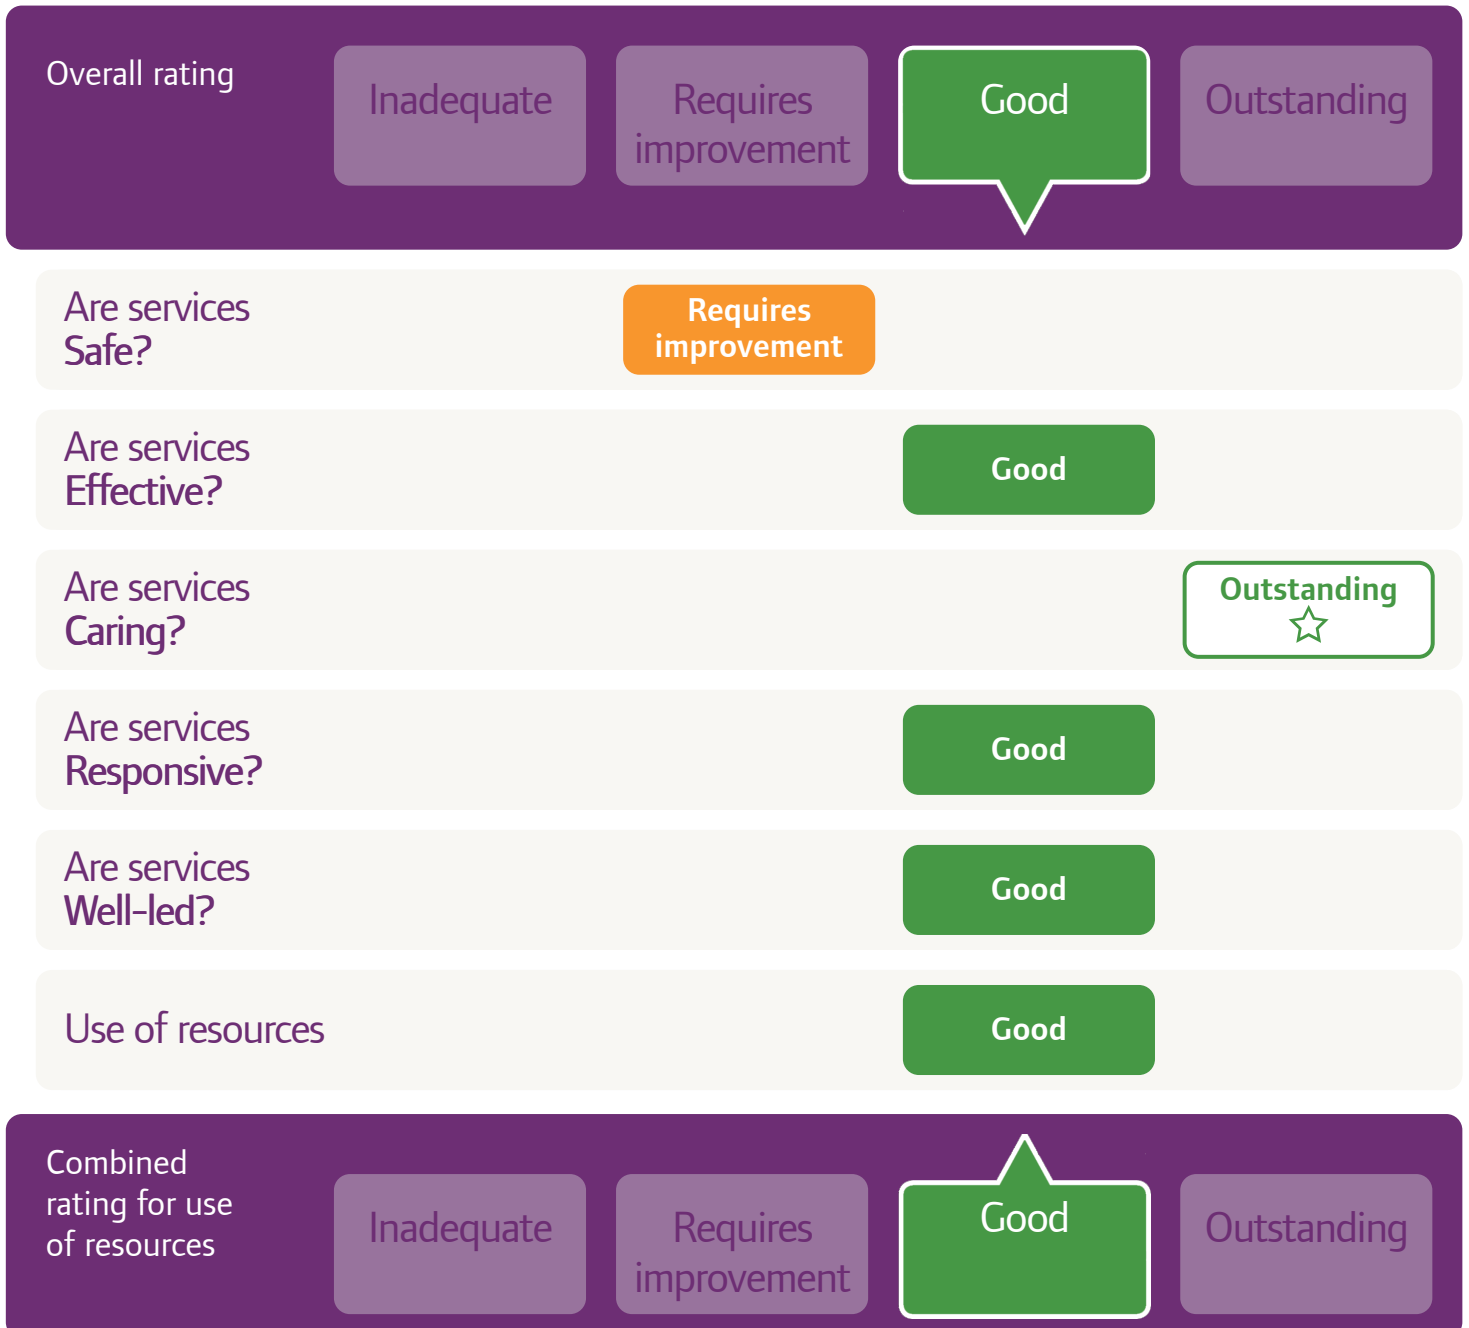 Overall rating
Inadequate
Requires
improvement
Good
Outstanding
Are services
Safe?
Requires
improvement
Are services
Effective?
Good
Are services
Caring?
Outstanding
Are services
Responsive?
Good
Are services
Well-led?
Good
Use of resources
Good
Combined
rating for use
of resources
Inadequate
Requires
improvement
Good
Outstanding